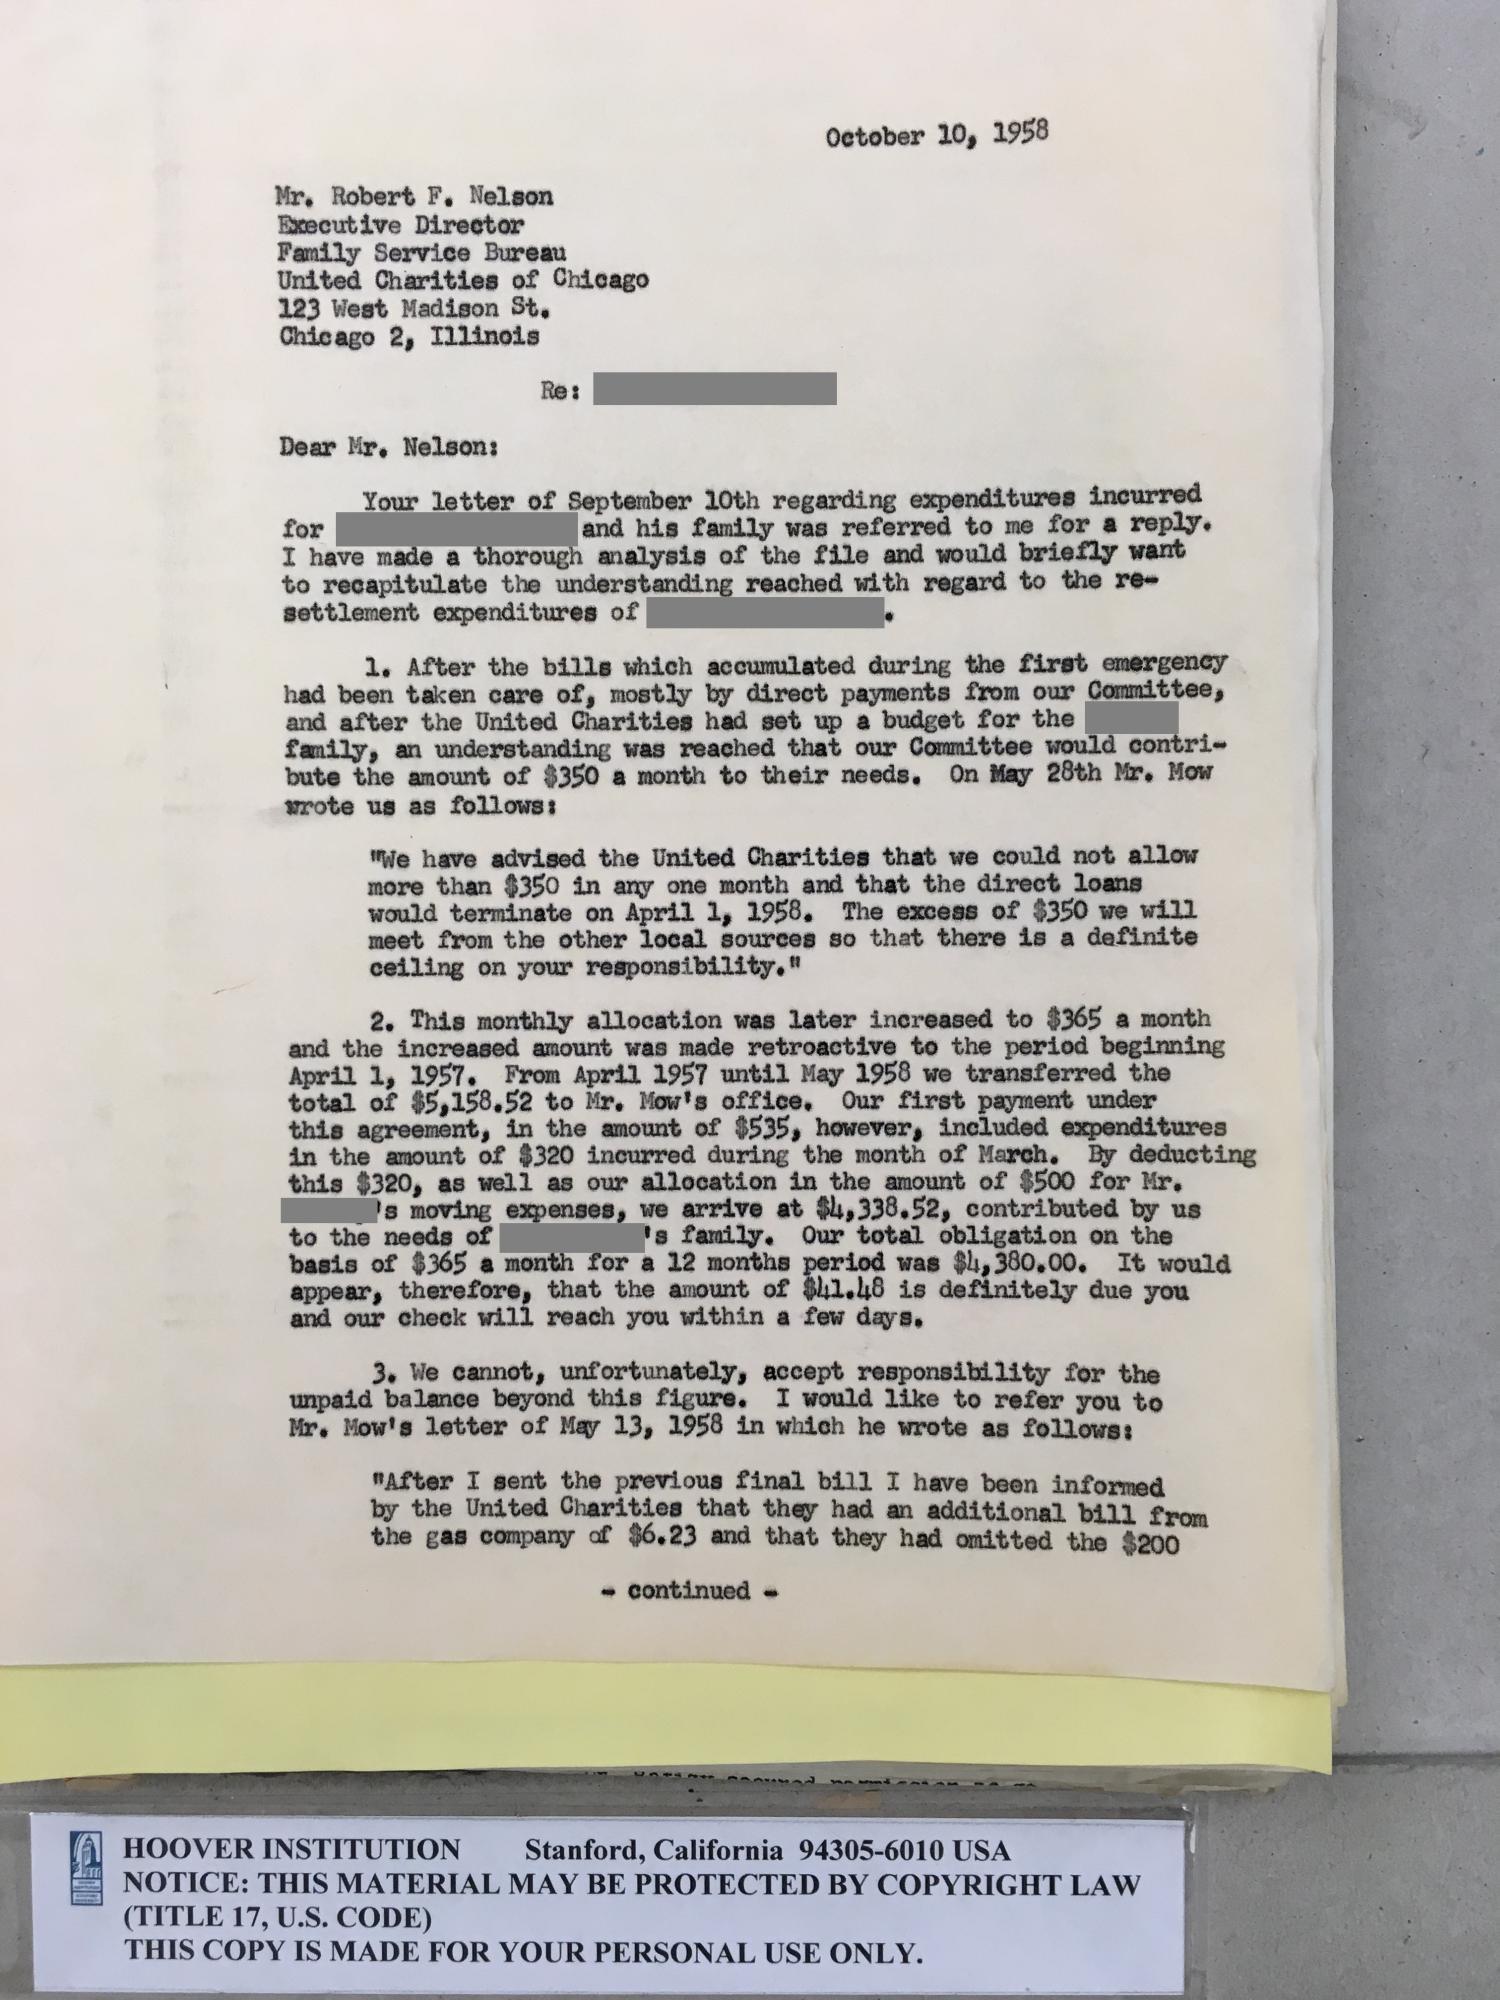 October 10, 1958
Mr. Robert F. Nelson
Executive Director
Family Service Bureau
United Charities of Chicago
123 West Madison St.
Chicago 2, Illinois
Re:
Dear Mr. Nelson:
Your letter of September 10th regarding expenditures incurred
for and his family was referred to me for a reply.
I have made a thorough analysis of the file and would briefly want
to recapitulate the understanding reached with regard to the re-
settlement expenditures of .
1. After the bills which accumulated during the first emergency
had been taken care of, mostly by direct payments from our Committee,
and after the United Charities had set up a budget for the
family, an understanding was reached that our Committee would contri-
bute the amount of $350 a month to their needs. On May 28th Mr. Mow
wrote us as follows:
"We have advised the United Charities that we could not allow
more than $350 in any one month and that the direct loans
would terminate on April 1, 1958. The excess of $350 we will
meet from the other local sources so that there is a definite
ceiling on your responsibility."
2. This monthly allocation was later increased to $365 a month
and the increased amount was made retroactive to the period beginning
April 1, 1957. From April 1957 until May 1958 we transferred the
total of $5,158.52 to Mr. Mow's office. Our first payment under
this agreement, in the amount of $535, however, included expenditures
in the amount of $320 incurred during the month of March. By deducting
this $320, as well as our allocation in the amount of $500 for Mr.
's moving expenses, we arrive at $4,338.52, contributed by us
to the needs of 's family. Our total obligation on the
basis of $365 a month for a 12 months period was $4,380.00. It would
appear, therefore, that the amount of $41.48 is definitely due you
and our check will reach you within a few days.
3. We cannot, unfortunately, accept responsibility for the
unpaid balance beyond this figure. I would like to refer you to
Mr. Mow's letter of May 13, 1958 in which he wrote as follows:
"After I sent the previous final bill I have been informed
by the United Charities that they had an additional bill from
the gas company of $6.23 and that they had omitted the $200
- continued -
HOOVER INSTITUTION Stanford, California 94305-6010 USA
NOTICE: THIS MATERIAL MAY BE PROTECTED BY COPYRIGHT LAW
(TITLE 17, U.S. CODE)
THIS COPY IS MADE FOR YOUR PERSONAL USE ONLY.